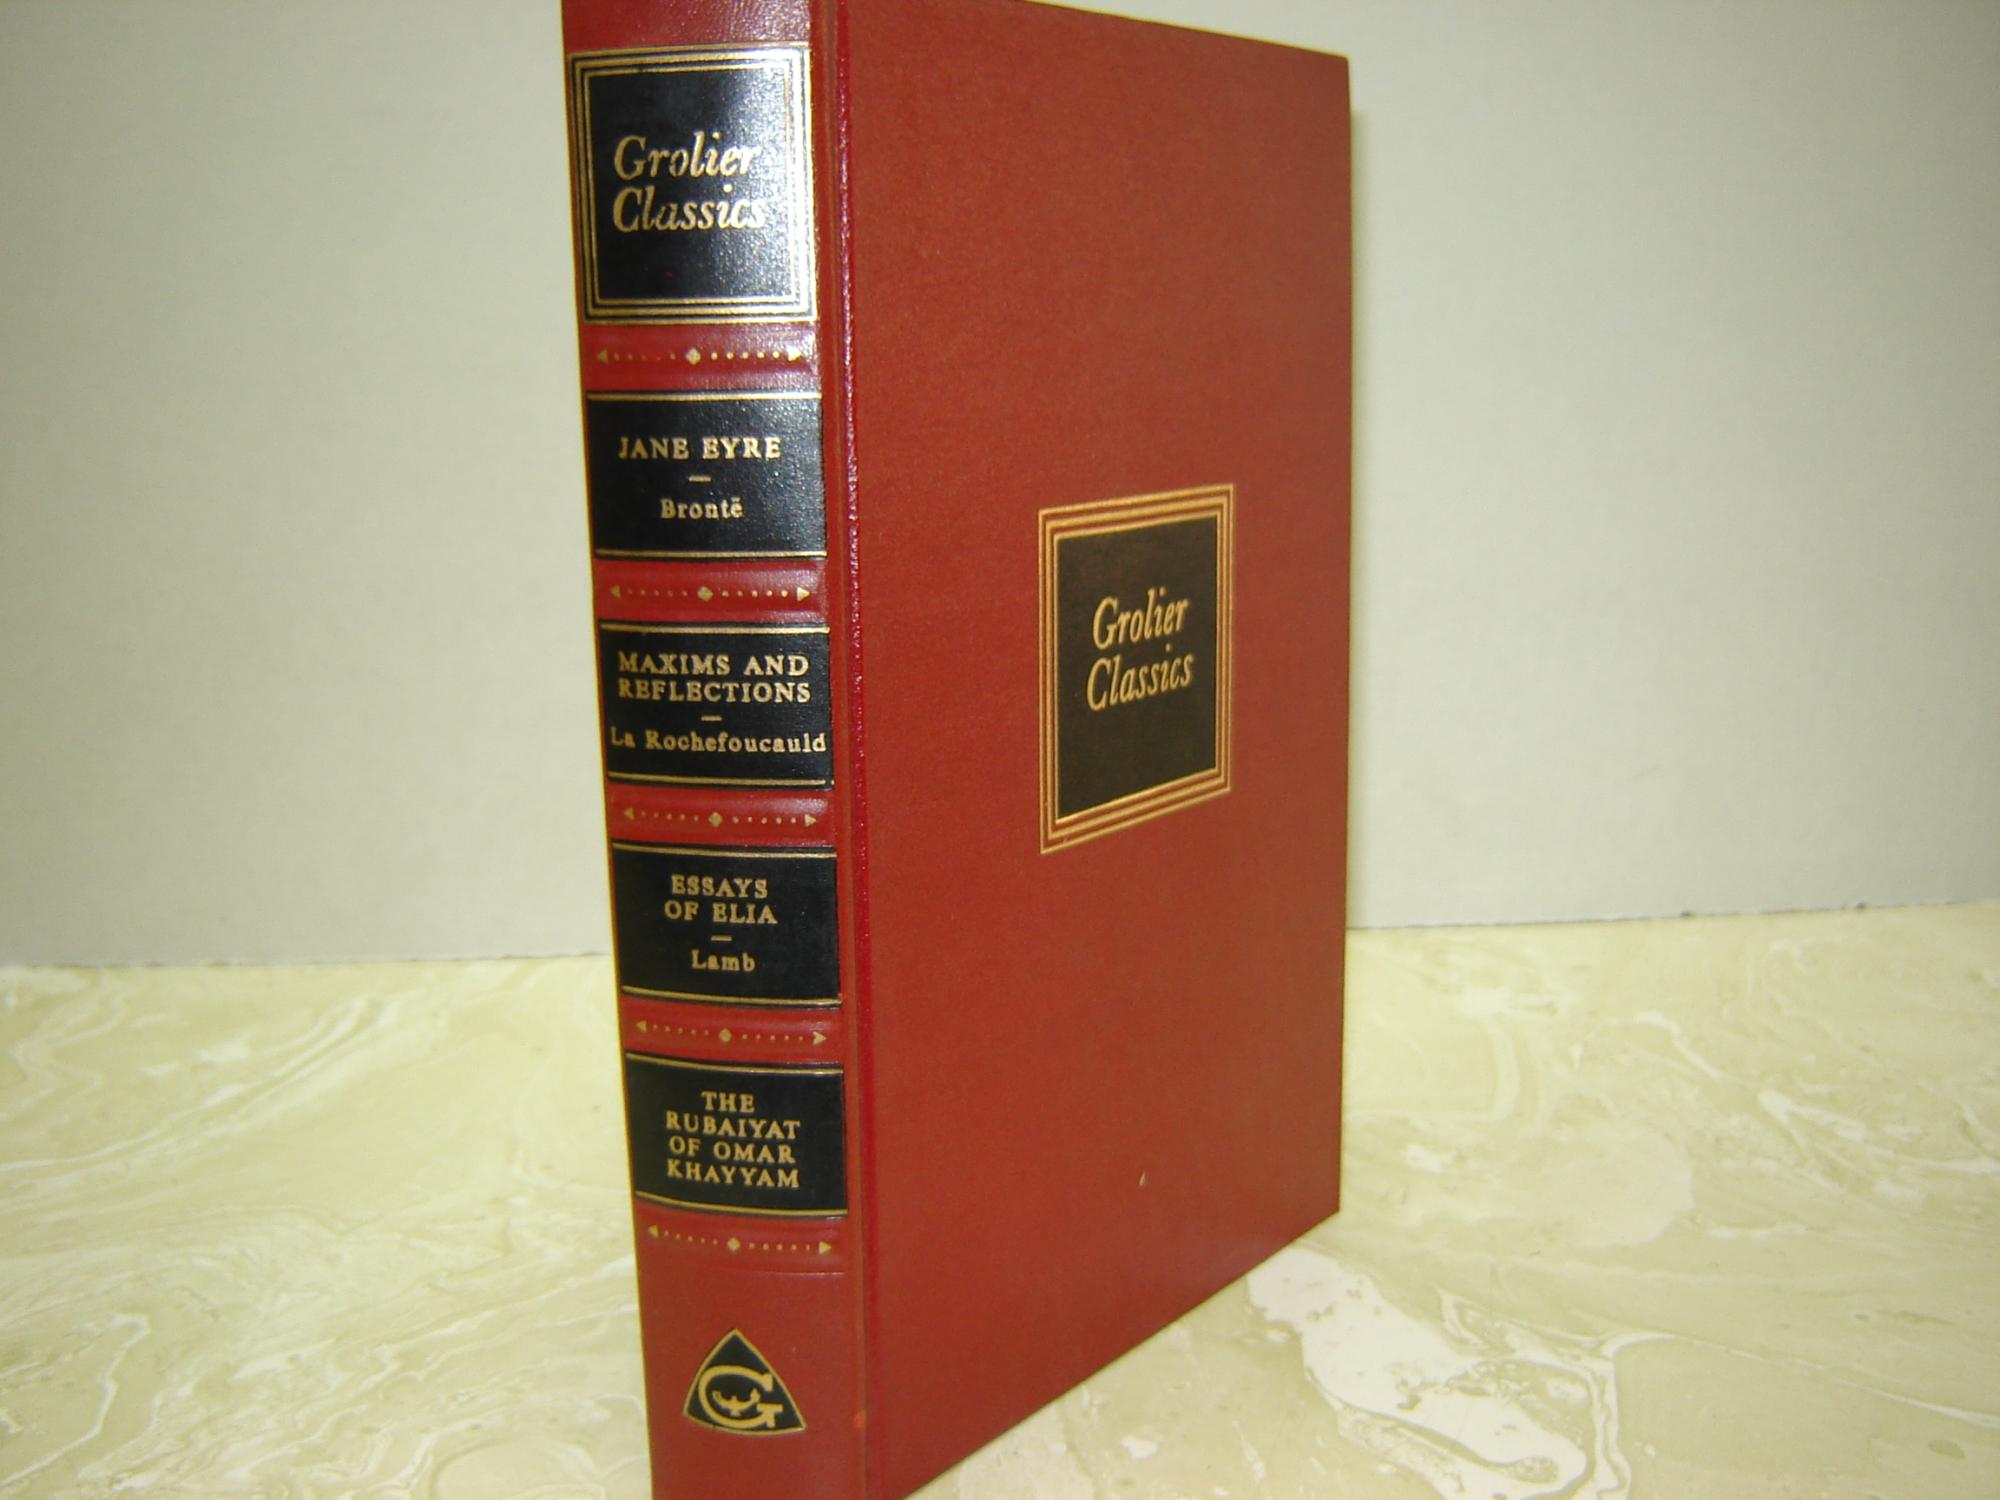 Grolier
Classics
JANE EYRE
Brontë
MAXIMS AND
REFLECTIONS
La Rochefoucauld
ESSAYS
OF ELIA
Lamb
THE
RUBAIYAT
OF OMAR
KHAYYAM
G
Grolier
Classics